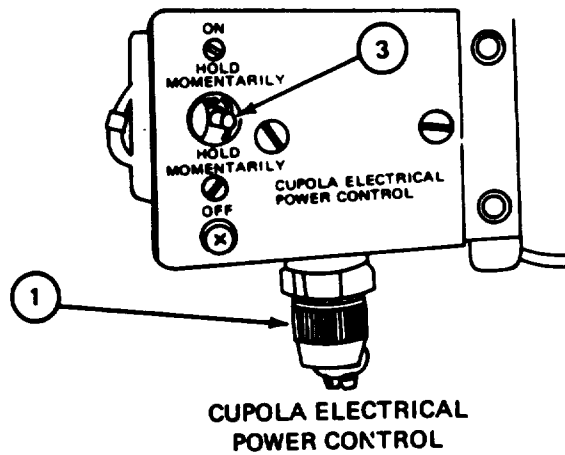 ON
HOLD
MOMENTARILY
3
HOLD
MOMENTARILY
CUPOLA ELECTRICAL
POWER CONTROL
OFF
1
CUPOLA ELECTRICAL
POWER CONTROL